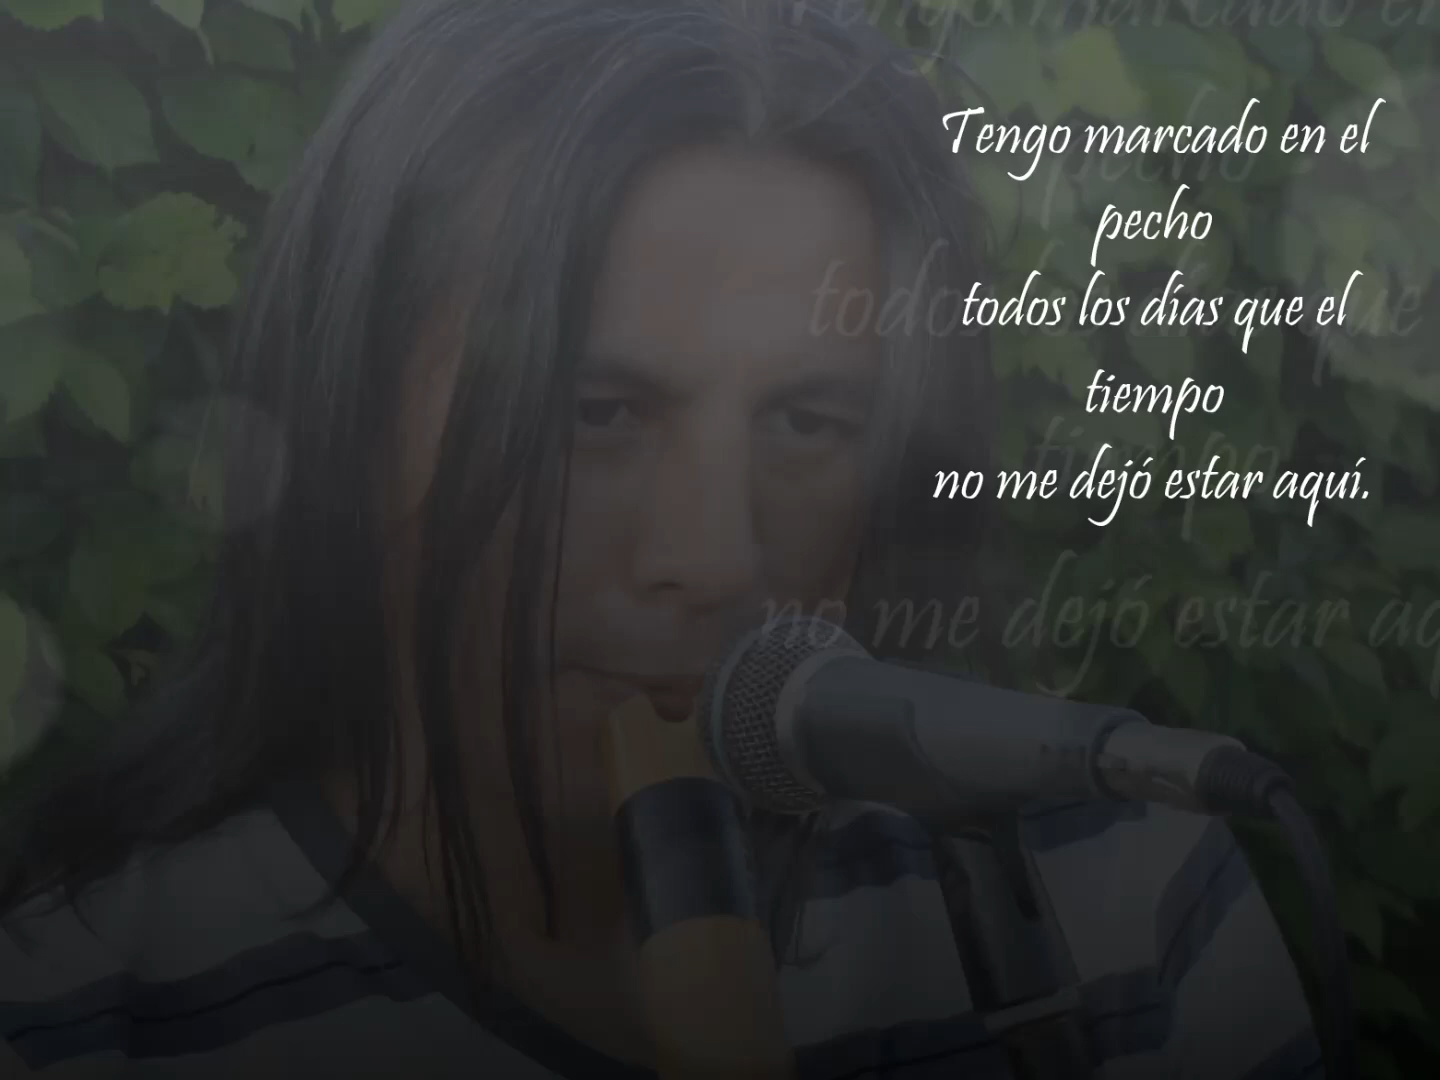 Tengo marcado en el
pecho
todos los días que el
tiempo
no me dejó estar aquí.